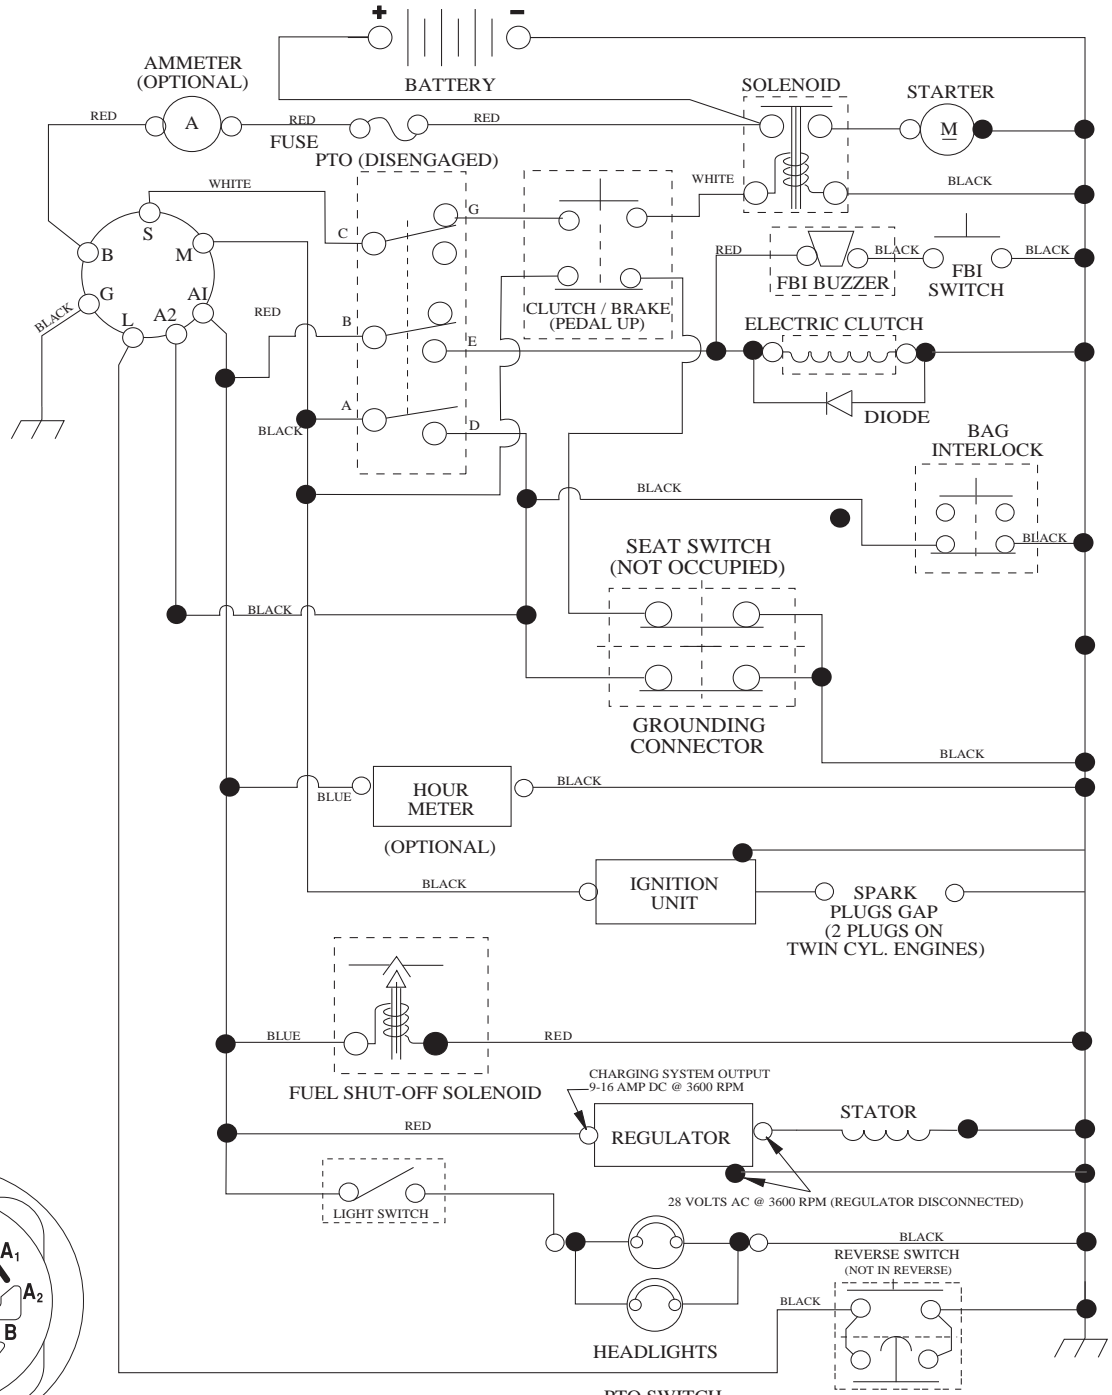 +
-
BATTERY
AMMETER
(OPTIONAL)
SOLENOID
STARTER
RED
A
RED
FUSE
RED
M
PTO (DISENGAGED)
WHITE
WHITE
BLACK
S
B
M
C
G
G
L
A2
A1
BLACK
RED
B
E
A
D
BLACK
CLUTCH / BRAKE
(PEDAL UP)
RED
FBI BUZZER
BLACK
FBI
SWITCH
BLACK
ELECTRIC CLUTCH
DIODE
BAG
INTERLOCK
BLACK
BLACK
SEAT SWITCH
(NOT OCCUPIED)
BLACK
GROUNDING
CONNECTOR
BLACK
BLUE
HOUR
METER
BLACK
(OPTIONAL)
BLACK
IGNITION
UNIT
SPARK
PLUGS GAP
(2 PLUGS ON
TWIN CYL. ENGINES)
BLUE
RED
FUEL SHUT-OFF SOLENOID
CHARGING SYSTEM OUTPUT
9-16 AMP DC @ 3600 RPM
RED
REGULATOR
STATOR
28 VOLTS AC @ 3600 RPM (REGULATOR DISCONNECTED)
LIGHT SWITCH
BLACK
REVERSE SWITCH
(NOT IN REVERSE)
BLACK
HEADLIGHTS
A1
A2
B
PTO SWITCH